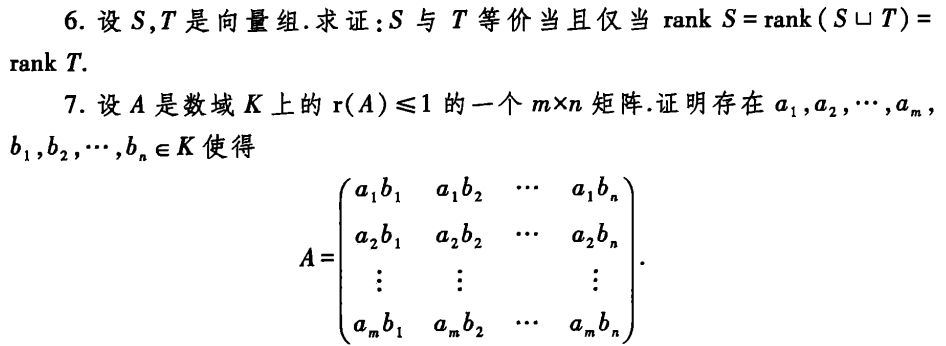 6. 设 S,T 是向量组.求证:S 与 T 等价当且仅当 rank S = rank ( S ⊔ T ) =
rank T.
7. 设 A 是数域 K 上的 r(A) ⩽ 1 的一个 m×n 矩阵.证明存在 a₁,a₂,⋯,aₘ,
b₁,b₂,⋯,bₙ ∈ K 使得
a₁b₁ a₁b₂ ⋯ a₁bₙ
a₂b₁ a₂b₂ ⋯ a₂bₙ
A = ⋮ ⋮ ⋮ .
aₘb₁ aₘb₂ ⋯ aₘbₙ